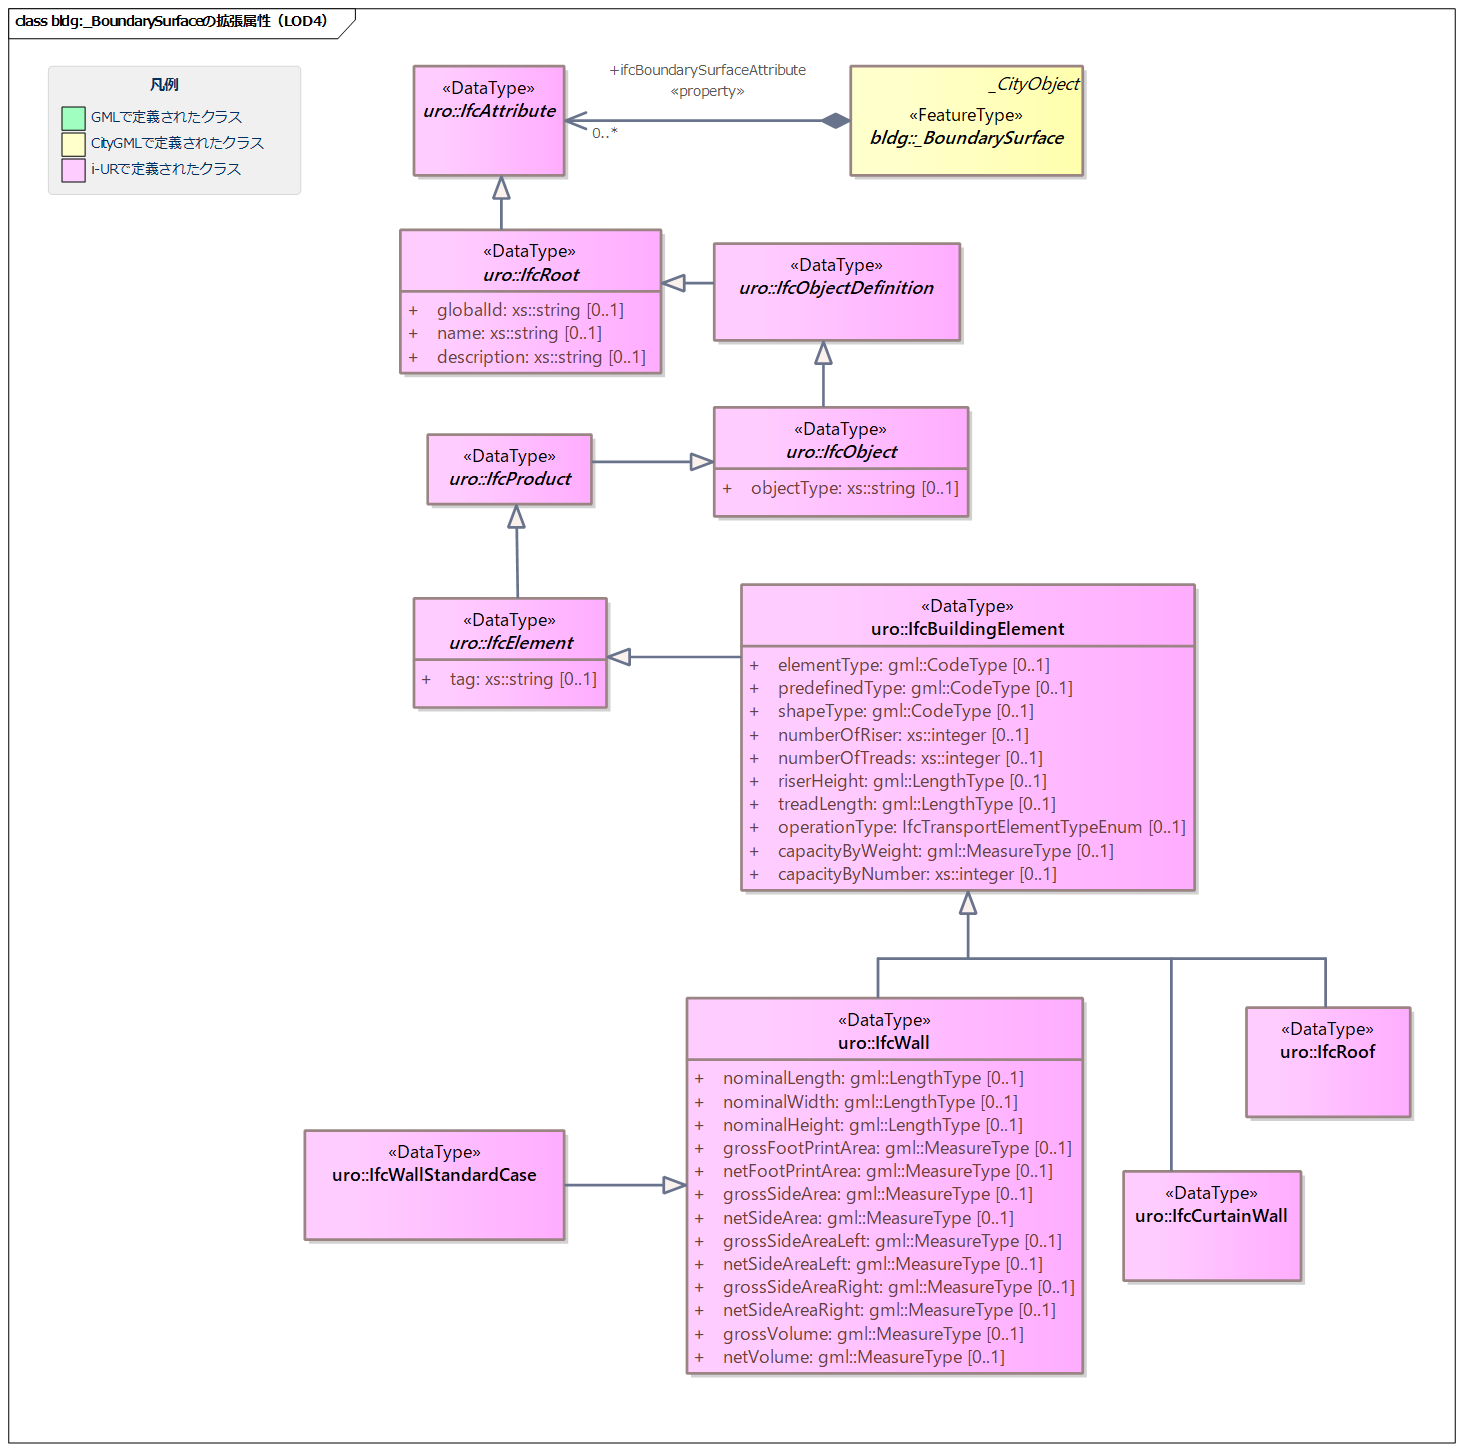 class bldg::_BoundarySurfaceの拡張属性（LOD4）
凡例
GMLで定義されたクラス
CityGMLで定義されたクラス
i-URで定義されたクラス
«DataType»
uro::IfcAttribute
+ifcBoundarySurfaceAttribute
«property»
0..*
_CityObject
«FeatureType»
bldg::_BoundarySurface
«DataType»
uro::IfcRoot
+ globalId: xs::string [0..1]
+ name: xs::string [0..1]
+ description: xs::string [0..1]
«DataType»
uro::IfcObjectDefinition
«DataType»
uro::IfcObject
+ objectType: xs::string [0..1]
«DataType»
uro::IfcProduct
«DataType»
uro::IfcElement
+ tag: xs::string [0..1]
«DataType»
uro::IfcBuildingElement
+ elementType: gml::CodeType [0..1]
+ predefinedType: gml::CodeType [0..1]
+ shapeType: gml::CodeType [0..1]
+ numberOfRiser: xs::integer [0..1]
+ numberOfTreads: xs::integer [0..1]
+ riserHeight: gml::LengthType [0..1]
+ treadLength: gml::LengthType [0..1]
+ operationType: IfcTransportElementTypeEnum [0..1]
+ capacityByWeight: gml::MeasureType [0..1]
+ capacityByNumber: xs::integer [0..1]
«DataType»
uro::IfcWall
+ nominalLength: gml::LengthType [0..1]
+ nominalWidth: gml::LengthType [0..1]
+ nominalHeight: gml::LengthType [0..1]
+ grossFootPrintArea: gml::MeasureType [0..1]
+ netFootPrintArea: gml::MeasureType [0..1]
+ grossSideArea: gml::MeasureType [0..1]
+ netSideArea: gml::MeasureType [0..1]
+ grossSideAreaLeft: gml::MeasureType [0..1]
+ netSideAreaLeft: gml::MeasureType [0..1]
+ grossSideAreaRight: gml::MeasureType [0..1]
+ netSideAreaRight: gml::MeasureType [0..1]
+ grossVolume: gml::MeasureType [0..1]
+ netVolume: gml::MeasureType [0..1]
«DataType»
uro::IfcRoof
«DataType»
uro::IfcWallStandardCase
«DataType»
uro::IfcCurtainWall